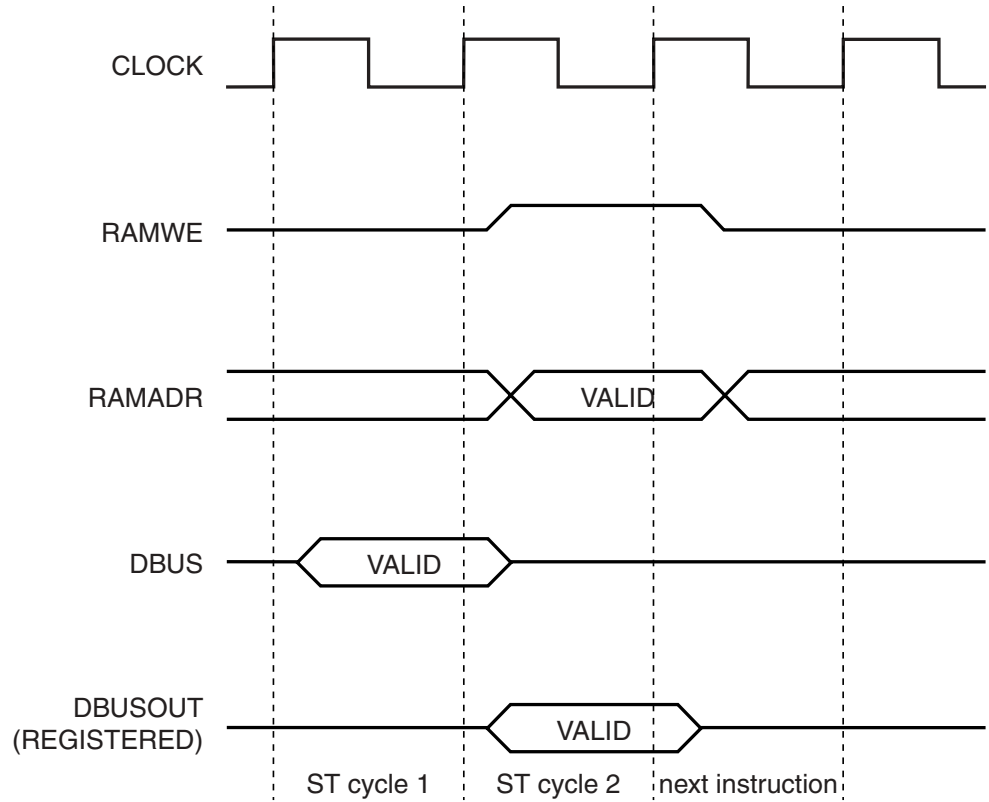 CLOCK
RAMWE
RAMADR
VALID
DBUS
VALID
DBUSOUT
(REGISTERED)
VALID
ST cycle 1
ST cycle 2
next instruction